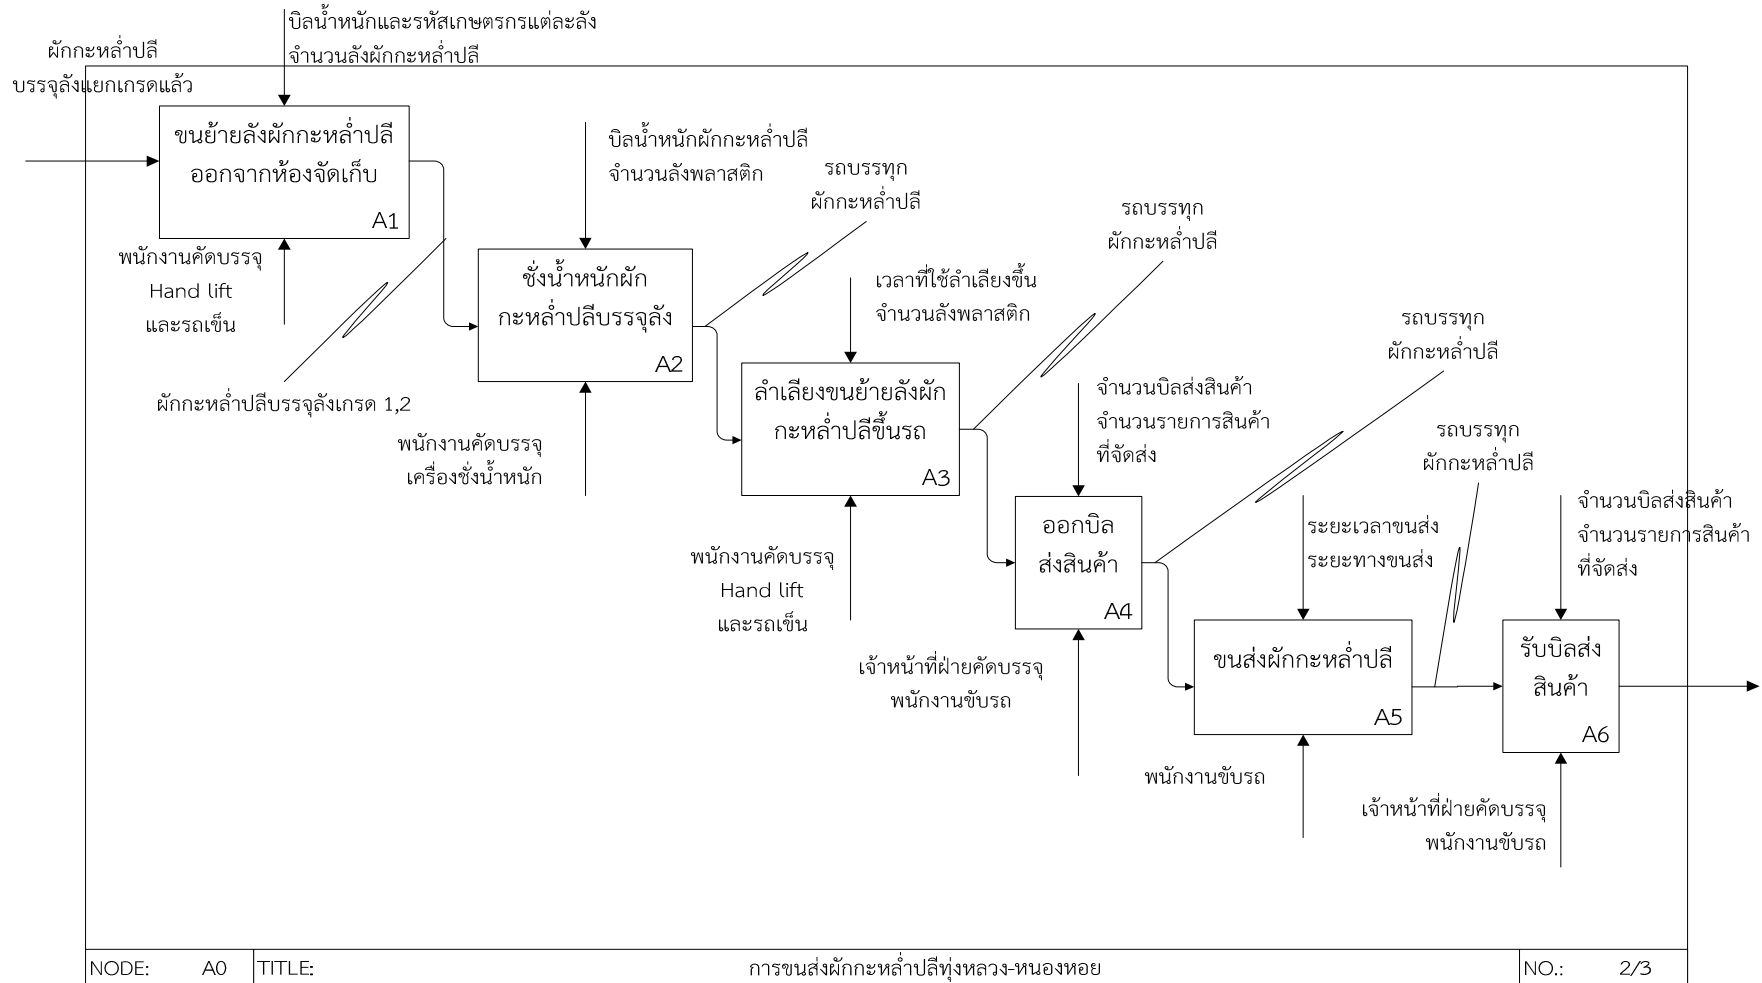 บิลน้ำหนักและรหัสเกษตรกรแต่ละลัง
จำนวนลังผักกะหล่ำปลี
ผักกะหล่ำปลี
บรรจุลังแยกเกรดแล้ว
ขนย้ายลังผักกะหล่ำปลี
ออกจากห้องจัดเก็บ
A1
พนักงานคัดบรรจุ
Hand lift
และรถเข็น
ผักกะหล่ำปลีบรรจุลังเกรด 1,2
บิลน้ำหนักผักกะหล่ำปลี
จำนวนลังพลาสติก
ชั่งน้ำหนักผัก
กะหล่ำปลีบรรจุลัง
A2
พนักงานคัดบรรจุ
เครื่องชั่งน้ำหนัก
รถบรรทุก
ผักกะหล่ำปลี
เวลาที่ใช้ลำเลียงขึ้น
จำนวนลังพลาสติก
ลำเลียงขนย้ายลังผัก
กะหล่ำปลีขึ้นรถ
A3
พนักงานคัดบรรจุ
Hand lift
และรถเข็น
รถบรรทุก
ผักกะหล่ำปลี
จำนวนบิลส่งสินค้า
จำนวนรายการสินค้า
ที่จัดส่ง
ออกบิล
ส่งสินค้า
A4
เจ้าหน้าที่ฝ่ายคัดบรรจุ
พนักงานขับรถ
รถบรรทุก
ผักกะหล่ำปลี
ระยะเวลาขนส่ง
ระยะทางขนส่ง
ขนส่งผักกะหล่ำปลี
A5
พนักงานขับรถ
รถบรรทุก
ผักกะหล่ำปลี
จำนวนบิลส่งสินค้า
จำนวนรายการสินค้า
ที่จัดส่ง
รับบิลส่ง
สินค้า
A6
เจ้าหน้าที่ฝ่ายคัดบรรจุ
พนักงานขับรถ
NODE: A0 TITLE: การขนส่งผักกะหล่ำปลีทุ่งหลวง-หนองหอย NO.: 2/3